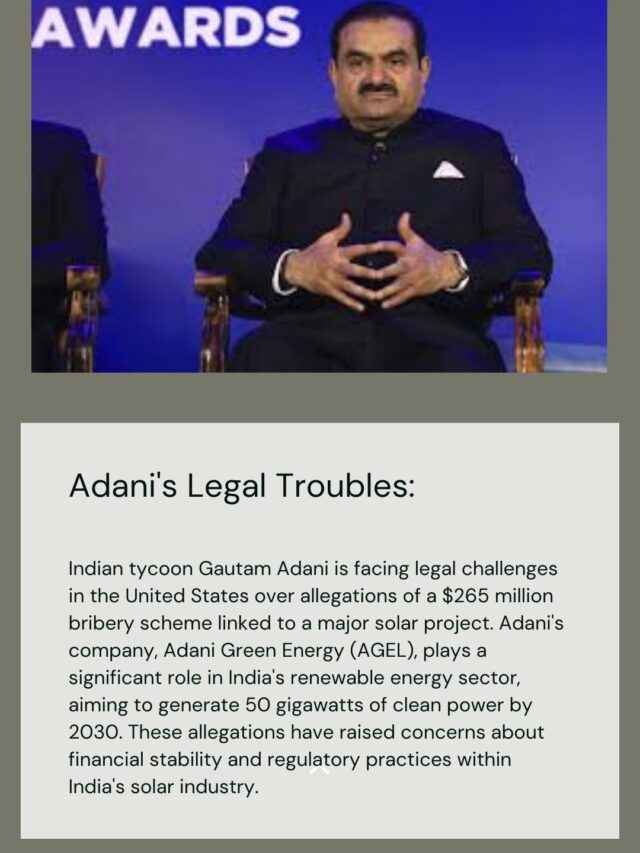 AWARDS
Adani's Legal Troubles:
Indian tycoon Gautam Adani is facing legal challenges
in the United States over allegations of a $265 million
bribery scheme linked to a major solar project. Adani's
company, Adani Green Energy (AGEL), plays a
significant role in India's renewable energy sector,
aiming to generate 50 gigawatts of clean power by
2030. These allegations have raised concerns about
financial stability and regulatory practices within
India's solar industry.